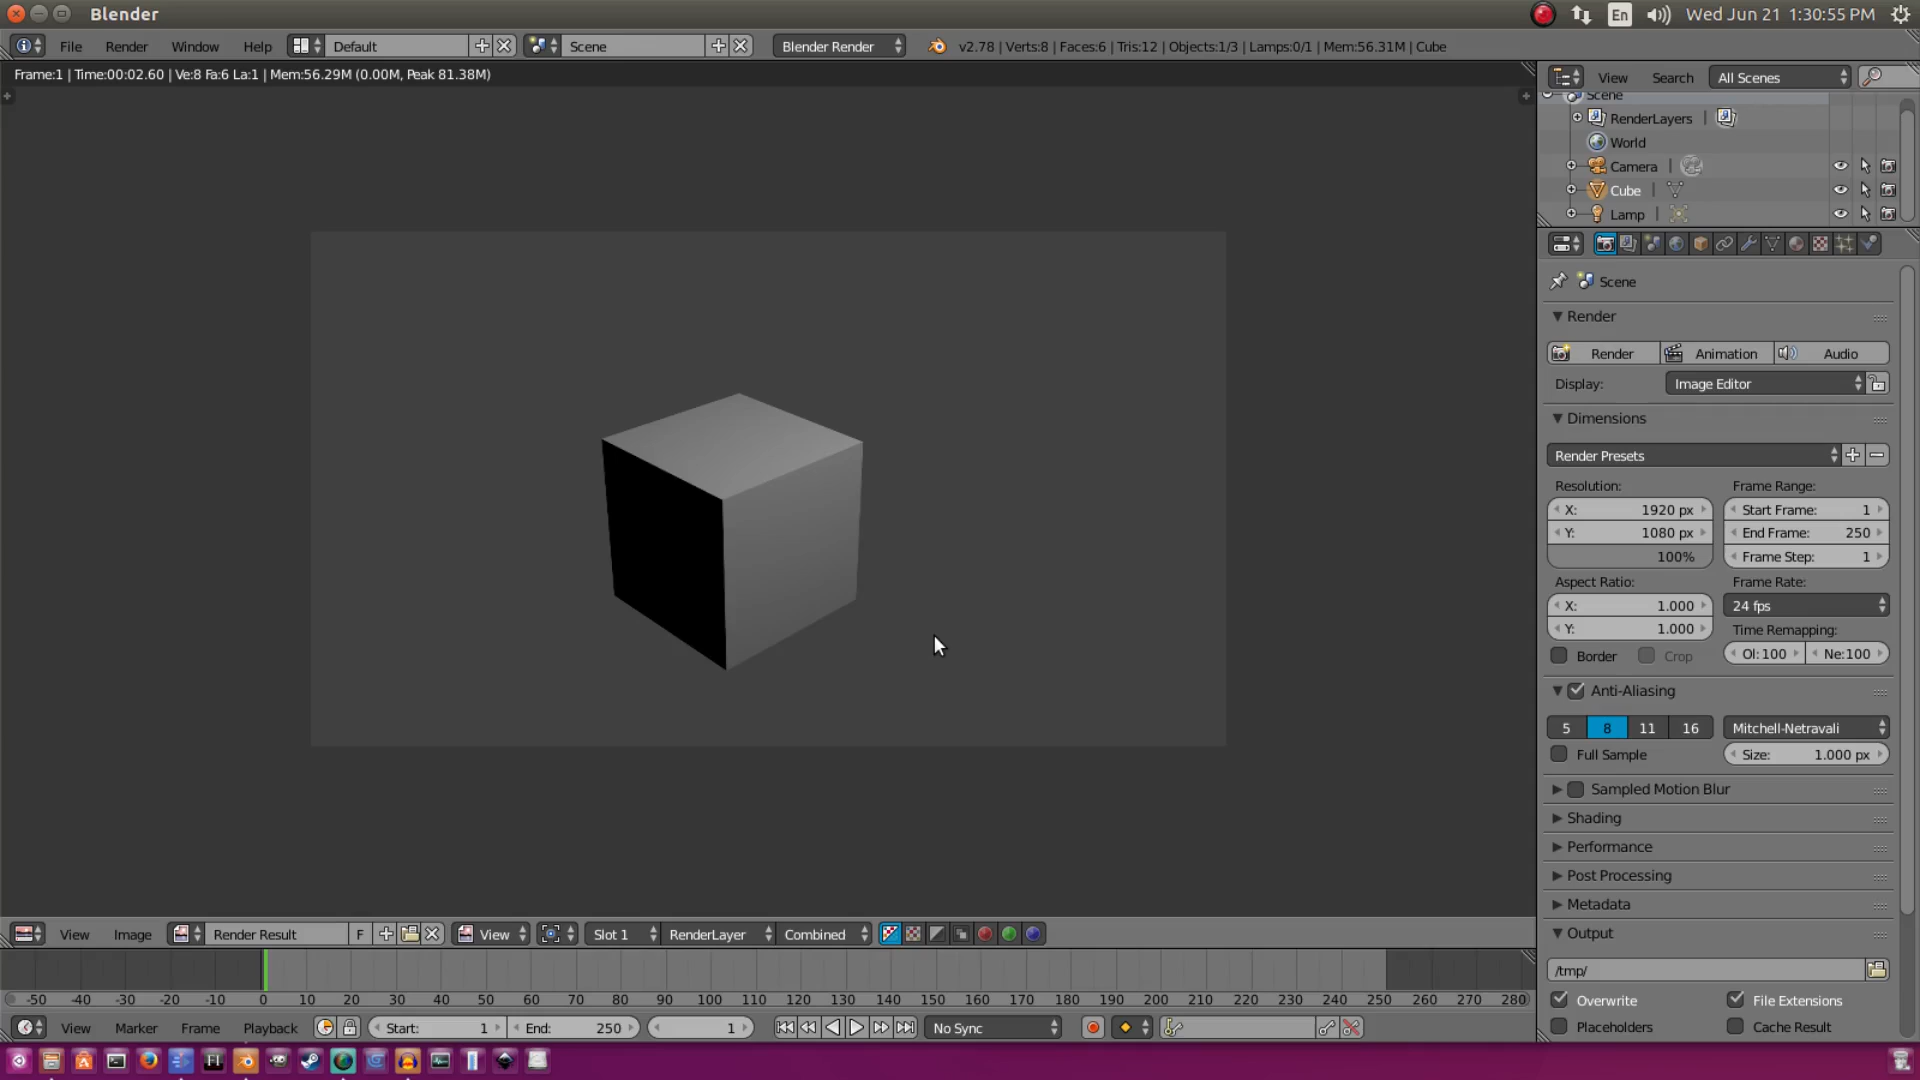 Blender
En
Wed Jun 21 1:30:55 PM
File Render Window Help Default Scene Blender Render v2.78 | Verts:8 | Faces:6 | Tris:12 | Objects:1/3 | Lamps:0/1 | Mem:56.31M | Cube
Frame:1 | Time:00:02.60 | Ve:8 Fa:6 La:1 | Mem:56.29M (0.00M, Peak 81.38M)
View Search All Scenes
Scene
RenderLayers
World
Camera
Cube
Lamp
Scene
Render
Render Animation Audio
Display: Image Editor
Dimensions
Render Presets
Resolution: Frame Range:
X: 1920 px Start Frame: 1
Y: 1080 px End Frame: 250
100% Frame Step: 1
Aspect Ratio: Frame Rate:
X: 1.000 24 fps
Y: 1.000 Time Remapping:
Border Crop Ol:100 Ne:100
Anti-Aliasing
5 8 11 16 Mitchell-Netravali
Full Sample Size: 1.000 px
Sampled Motion Blur
Shading
Performance
Post Processing
Metadata
Output
/tmp/
Overwrite File Extensions
Placeholders Cache Result
View Image Render Result F View Slot 1 RenderLayer Combined
-50 -40 -30 -20 -10 0 10 20 30 40 50 60 70 80 90 100 110 120 130 140 150 160 170 180 190 200 210 220 230 240 250 260 270 280
View Marker Frame Playback Start: 1 End: 250 1 No Sync
FI